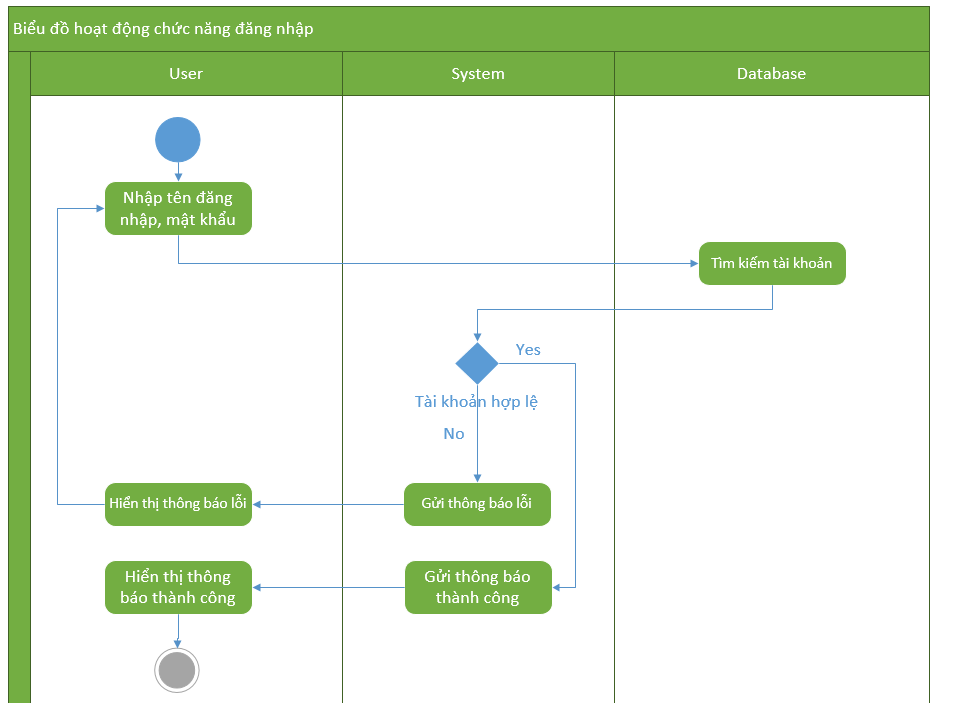 Biểu đồ hoạt động chức năng đăng nhập
User
System
Database
Nhập tên đăng
nhập, mật khẩu
Tìm kiếm tài khoản
Yes
Tài khoản hợp lệ
No
Hiển thị thông báo lỗi
Gửi thông báo lỗi
Hiển thị thông
báo thành công
Gửi thông báo
thành công